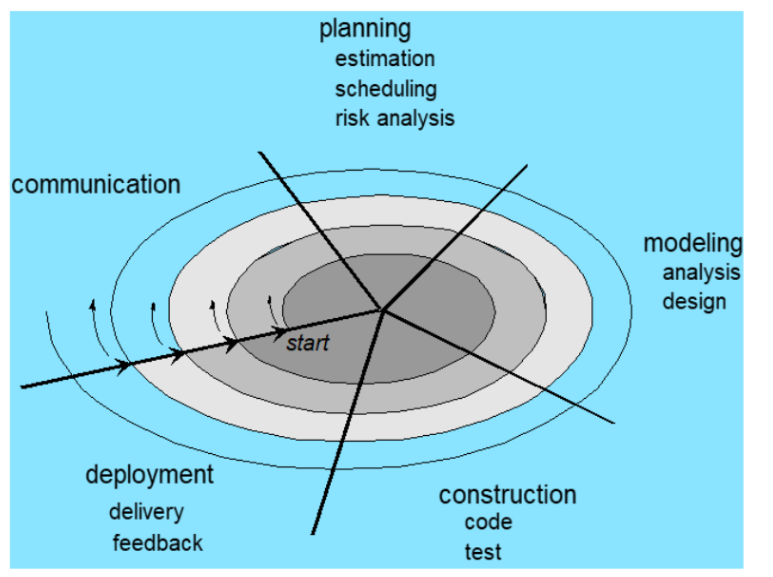 planning
estimation
scheduling
risk analysis
communication
modeling
analysis
design
start
deployment
delivery
feedback
construction
code
test